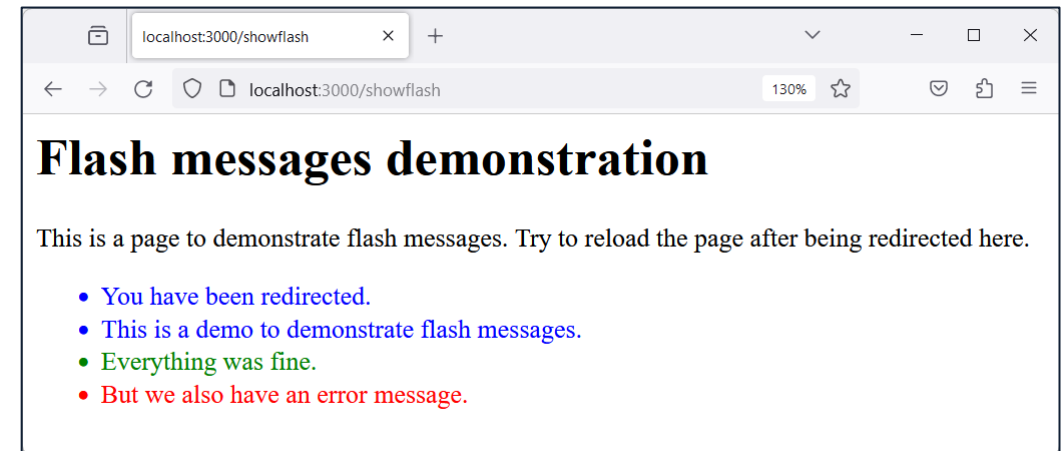 localhost:3000/showflash
localhost:3000/showflash 130%
Flash messages demonstration
This is a page to demonstrate flash messages. Try to reload the page after being redirected here.
• You have been redirected.
• This is a demo to demonstrate flash messages.
• Everything was fine.
• But we also have an error message.